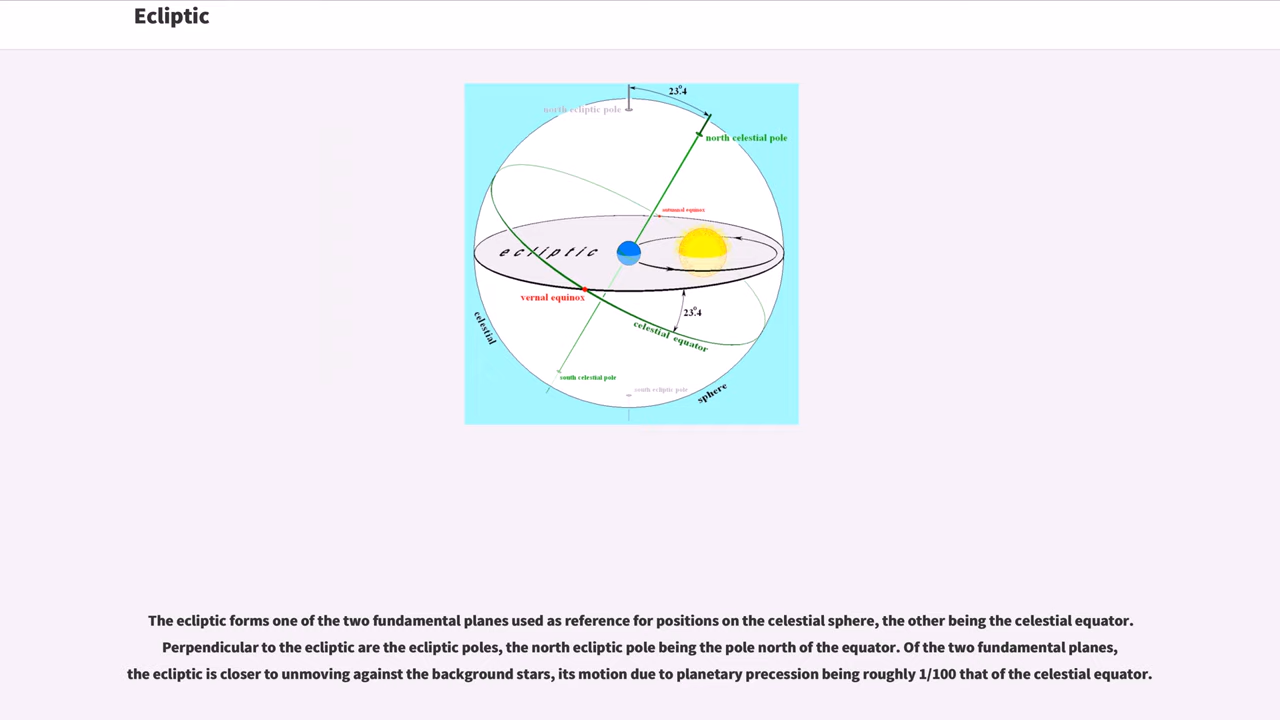 Ecliptic
23.4°
north ecliptic pole
north celestial pole
autumnal equinox
ecliptic
vernal equinox
23.4°
celestial
celestial equator
south celestial pole
south ecliptic pole
sphere
The ecliptic forms one of the two fundamental planes used as reference for positions on the celestial sphere, the other being the celestial equator.
Perpendicular to the ecliptic are the ecliptic poles, the north ecliptic pole being the pole north of the equator. Of the two fundamental planes,
the ecliptic is closer to unmoving against the background stars, its motion due to planetary precession being roughly 1/100 that of the celestial equator.